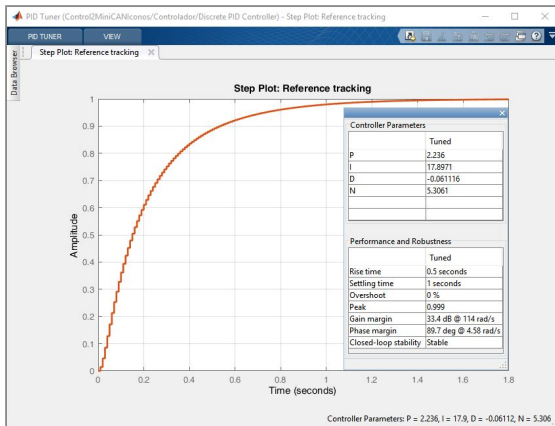 PID Tuner (Control2MiniCANIconos/Controlador/Discrete PID Controller) - Step Plot: Reference tracking
PID TUNER VIEW
Data Browser
Step Plot: Reference tracking
Step Plot: Reference tracking
Amplitude
1
0.9
0.8
0.7
0.6
0.5
0.4
0.3
0.2
0.1
0
0 0.2 0.4 0.6 0.8 1 1.2 1.4 1.6 1.8
Time (seconds)
Controller Parameters
Tuned
P 2.236
I 17.8971
D -0.061116
N 5.3061
Performance and Robustness
Tuned
Rise time 0.5 seconds
Settling time 1 seconds
Overshoot 0 %
Peak 0.999
Gain margin 33.4 dB @ 114 rad/s
Phase margin 89.7 deg @ 4.58 rad/s
Closed-loop stability Stable
Controller Parameters: P = 2.236, I = 17.9, D = -0.06112, N = 5.306